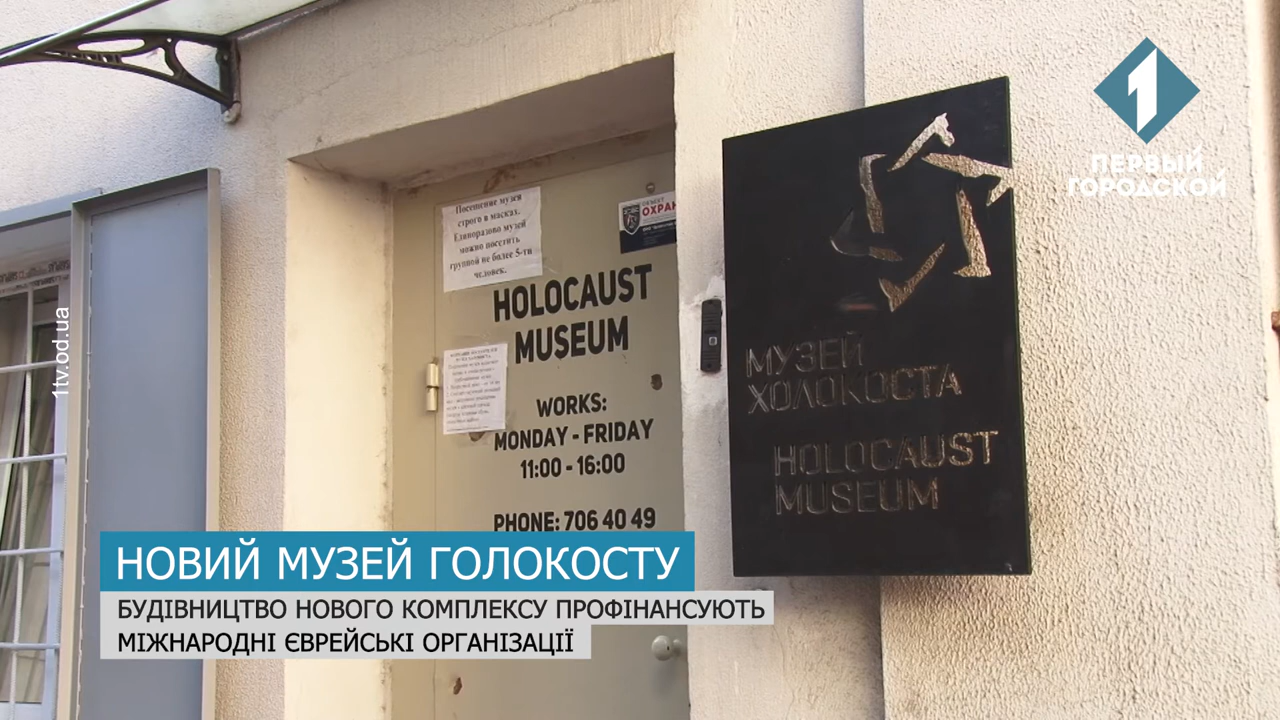 ПЕРВЫЙ
ГОРОДСКОЙ
1tv.od.ua
Посещение музея
строго в масках.
Единоразово музей
можно посетить
группой не более 5-ти
человек.
ОБЪЕКТ
ОХРАН
HOLOCAUST
MUSEUM
WORKS:
MONDAY - FRIDAY
11:00 - 16:00
PHONE: 706 40 49
МУЗЕЙ
ХОЛОКОСТА
HOLOCAUST
MUSEUM
НОВИЙ МУЗЕЙ ГОЛОКОСТУ
БУДІВНИЦТВО НОВОГО КОМПЛЕКСУ ПРОФІНАНСУЮТЬ
МІЖНАРОДНІ ЄВРЕЙСЬКІ ОРГАНІЗАЦІЇ